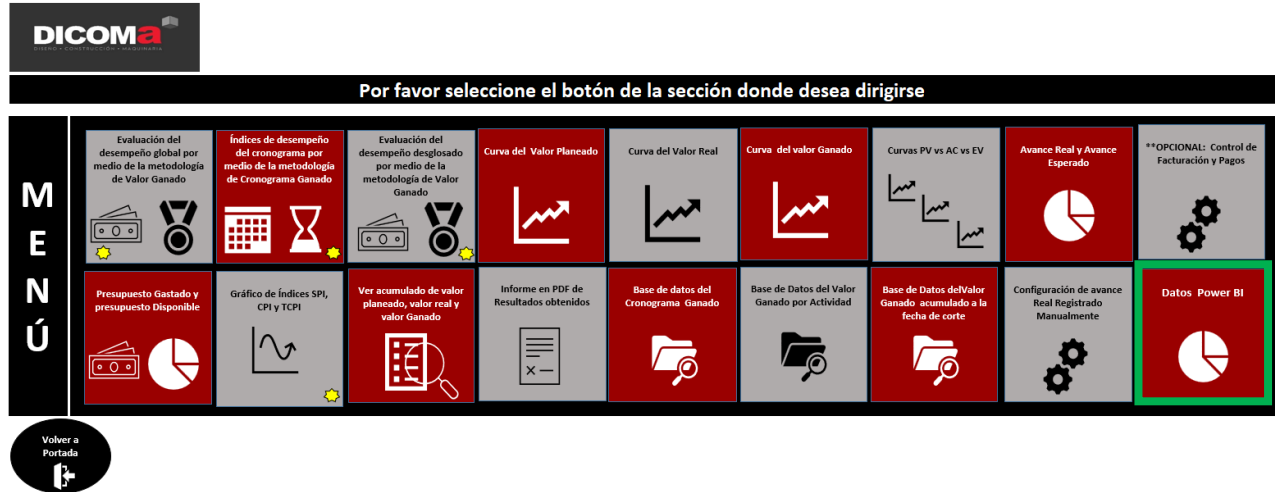 DICOMa
DISEÑO • CONSTRUCCIÓN • MAQUINARIA
Por favor seleccione el botón de la sección donde desea dirigirse
MENÚ
Evaluación del
desempeño global por
medio de la metodología
de Valor Ganado
Índices de desempeño
del cronograma por
medio de la metodología
de Cronograma Ganado
Evaluación del
desempeño desglosado
por medio de la
metodología de Valor
Ganado
Curva del Valor Planeado
Curva del Valor Real
Curva del valor Ganado
Curvas PV vs AC vs EV
Avance Real y Avance
Esperado
**OPCIONAL: Control de
Facturación y Pagos
Presupuesto Gastado y
presupuesto Disponible
Gráfico de Índices SPI,
CPI y TCPI
Ver acumulado de valor
planeado, valor real y
valor Ganado
Informe en PDF de
Resultados obtenidos
Base de datos del
Cronograma Ganado
Base de Datos del Valor
Ganado por Actividad
Base de Datos delValor
Ganado acumulado a la
fecha de corte
Configuración de avance
Real Registrado
Manualmente
Datos Power BI
Volver a
Portada